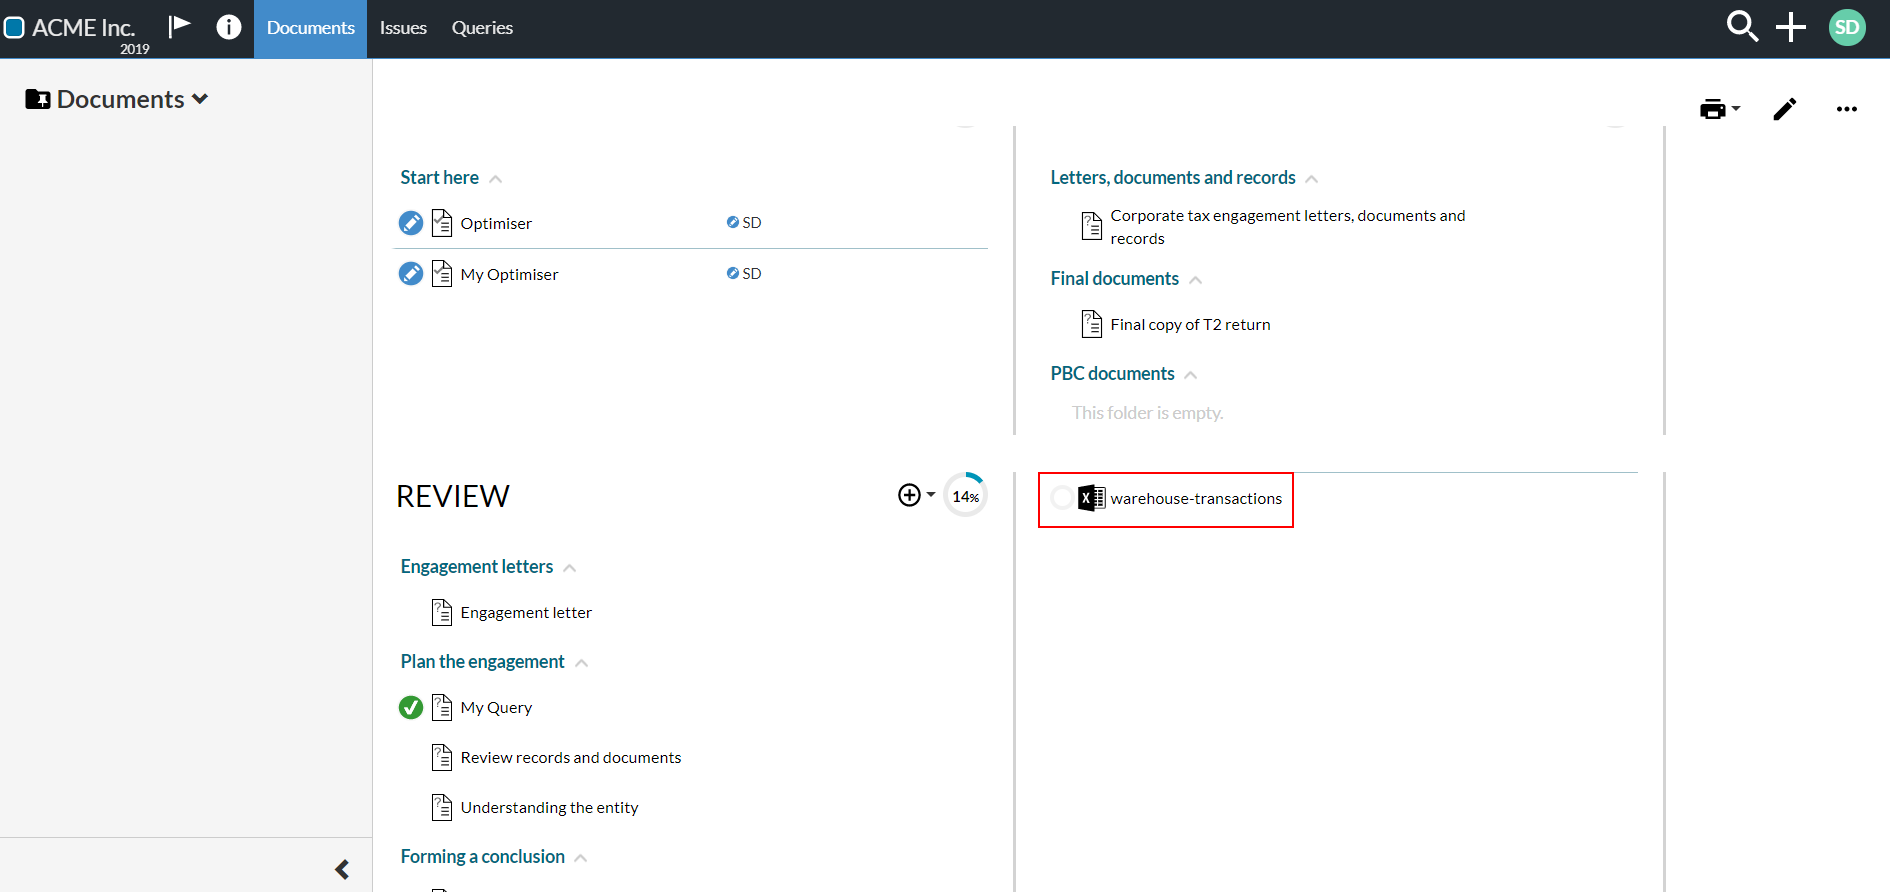 ACME Inc.
2019
Documents
Issues
Queries
SD
Documents
Start here
Optimiser
SD
My Optimiser
SD
Letters, documents and records
Corporate tax engagement letters, documents and
records
Final documents
Final copy of T2 return
PBC documents
This folder is empty.
REVIEW
14%
Engagement letters
Engagement letter
Plan the engagement
My Query
Review records and documents
Understanding the entity
Forming a conclusion
X
warehouse-transactions